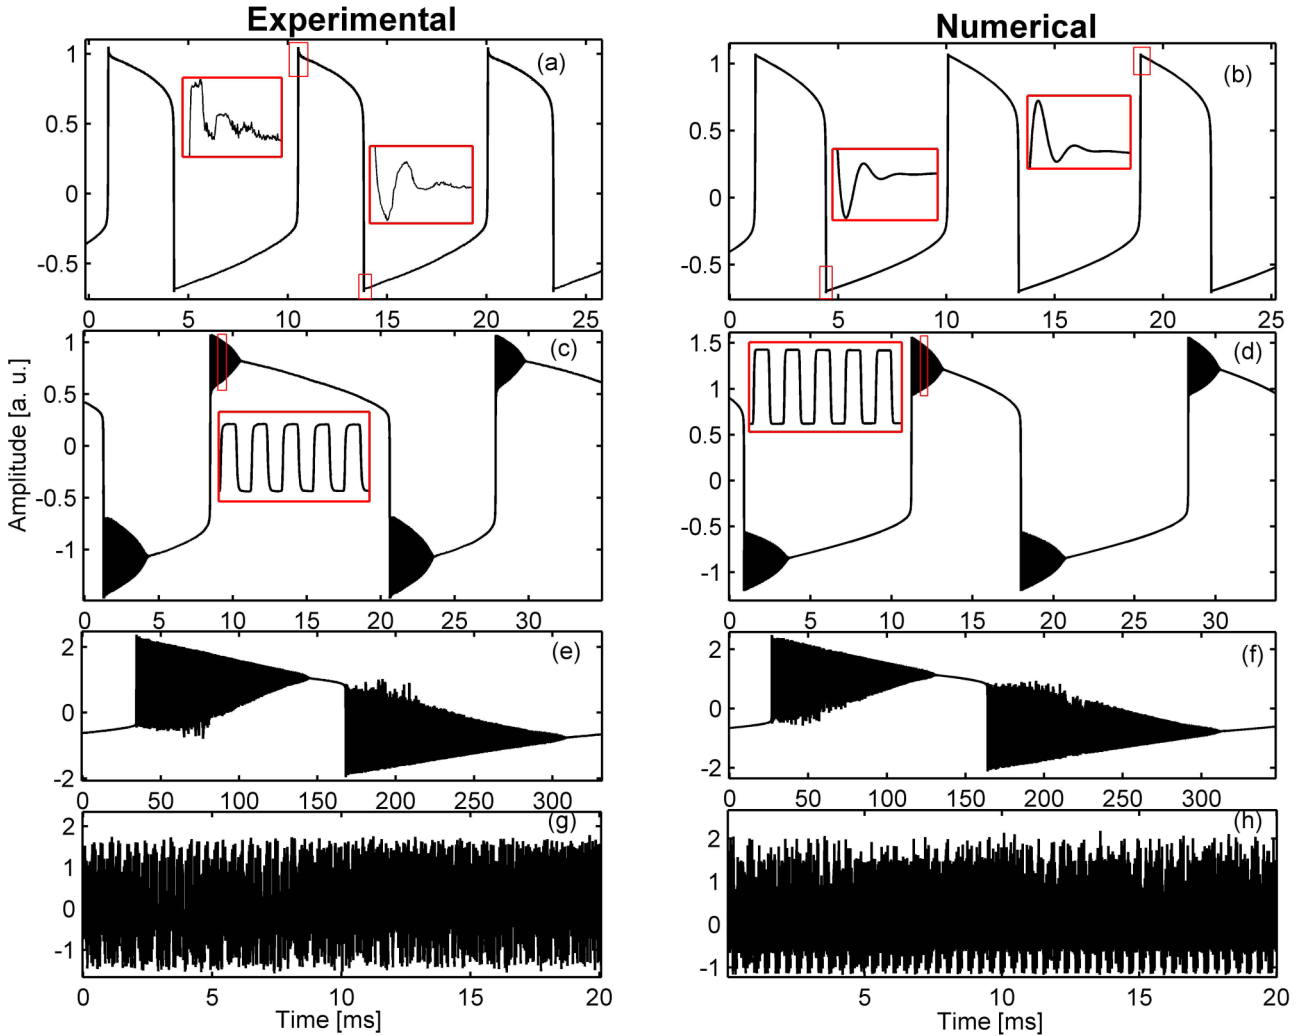 Experimental
Numerical
(a)
1
0.5
0
-0.5
0 5 10 15 20 25
(b)
1
0.5
0
-0.5
0 5 10 15 20 25
Amplitude [a. u.]
(c)
1
0.5
0
-0.5
-1
0 5 10 15 20 25 30
(d)
1.5
1
0.5
0
-0.5
-1
0 5 10 15 20 25 30
(e)
2
0
-2
0 50 100 150 200 250 300
(f)
2
0
-2
0 50 100 150 200 250 300
(g)
2
1
0
-1
0 5 10 15 20
Time [ms]
(h)
2
1
0
-1
5 10 15 20
Time [ms]